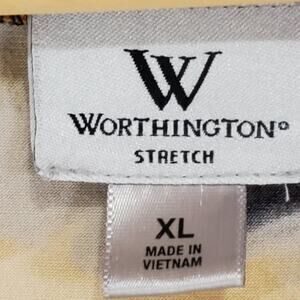 W
WORTHINGTON®
STRETCH
XL
MADE IN
VIETNAM